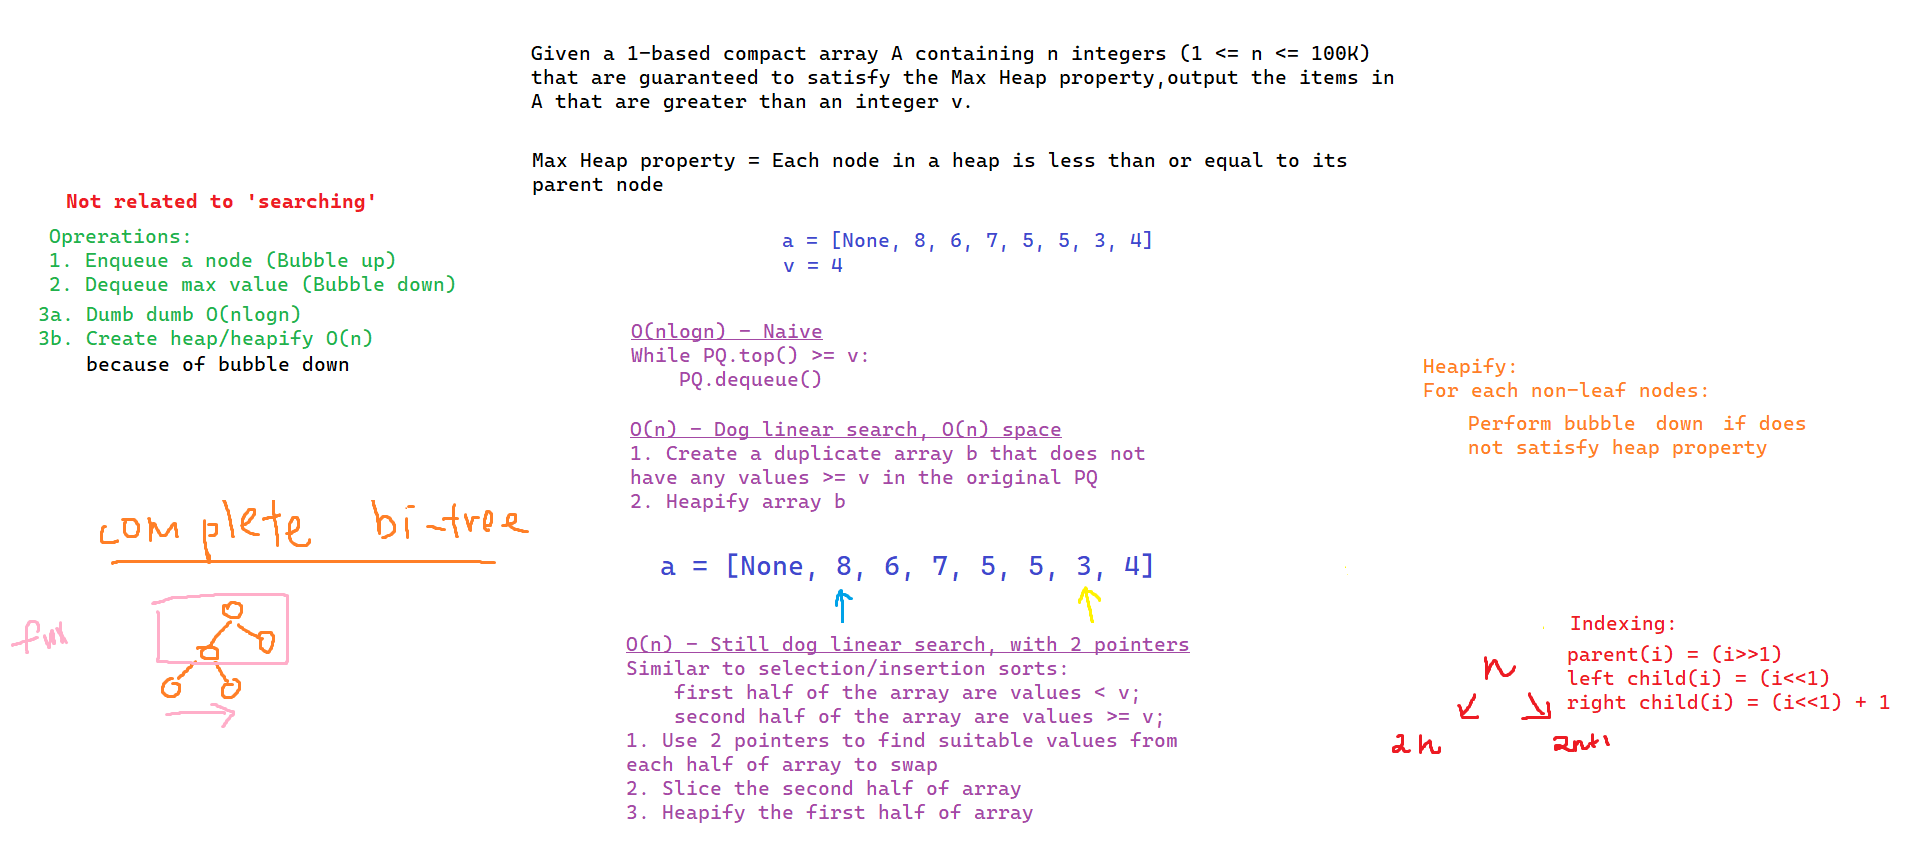 Given a 1-based compact array A containing n integers (1 <= n <= 100K)
that are guaranteed to satisfy the Max Heap property,output the items in
A that are greater than an integer v.
Max Heap property = Each node in a heap is less than or equal to its
parent node
Not related to 'searching'
Oprerations:
1. Enqueue a node (Bubble up)
2. Dequeue max value (Bubble down)
3a. Dumb dumb O(nlogn)
3b. Create heap/heapify O(n)
because of bubble down
a = [None, 8, 6, 7, 5, 5, 3, 4]
v = 4
O(nlogn) - Naive
While PQ.top() >= v:
PQ.dequeue()
O(n) - Dog linear search, O(n) space
1. Create a duplicate array b that does not
have any values >= v in the original PQ
2. Heapify array b
Heapify:
For each non-leaf nodes:
Perform bubble down if does
not satisfy heap property
complete bi-tree
a = [None, 8, 6, 7, 5, 5, 3, 4]
O(n) - Still dog linear search, with 2 pointers
Similar to selection/insertion sorts:
first half of the array are values < v;
second half of the array are values >= v;
1. Use 2 pointers to find suitable values from
each half of array to swap
2. Slice the second half of array
3. Heapify the first half of array
Indexing:
parent(i) = (i>>1)
left child(i) = (i<<1)
right child(i) = (i<<1) + 1
n
2n
2n+1